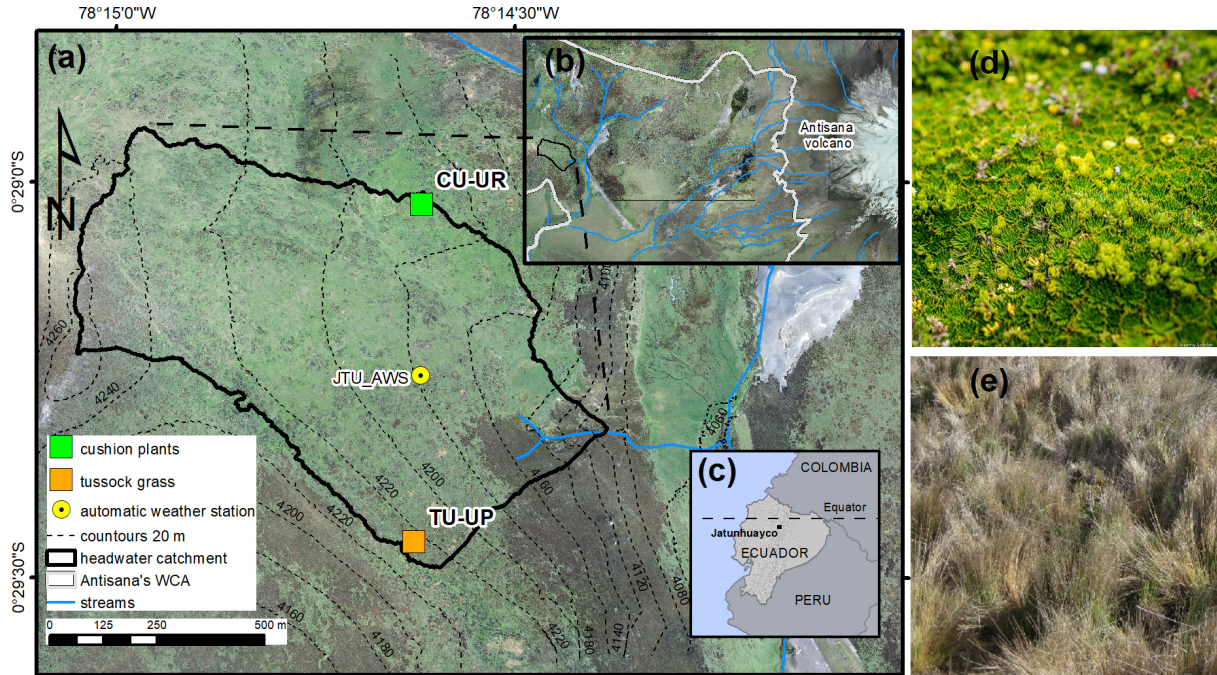 78°15'0"W
78°14'30"W
(a)
(b)
(d)
Antisana
volcano
0°29'0"S
CU-UR
N
4100
4260
4240
JTU_AWS
(e)
4060
cushion plants
tussock grass
automatic weather station
countours 20 m
headwater catchment
Antisana's WCA
streams
0 125 250 500 m
4200
4220
4160
4200
4220
TU-UP
(c)
COLOMBIA
Equator
Jatunhuayco
ECUADOR
PERU
0°29'30"S
4160
4180
4220
4180
4140
4120
4080